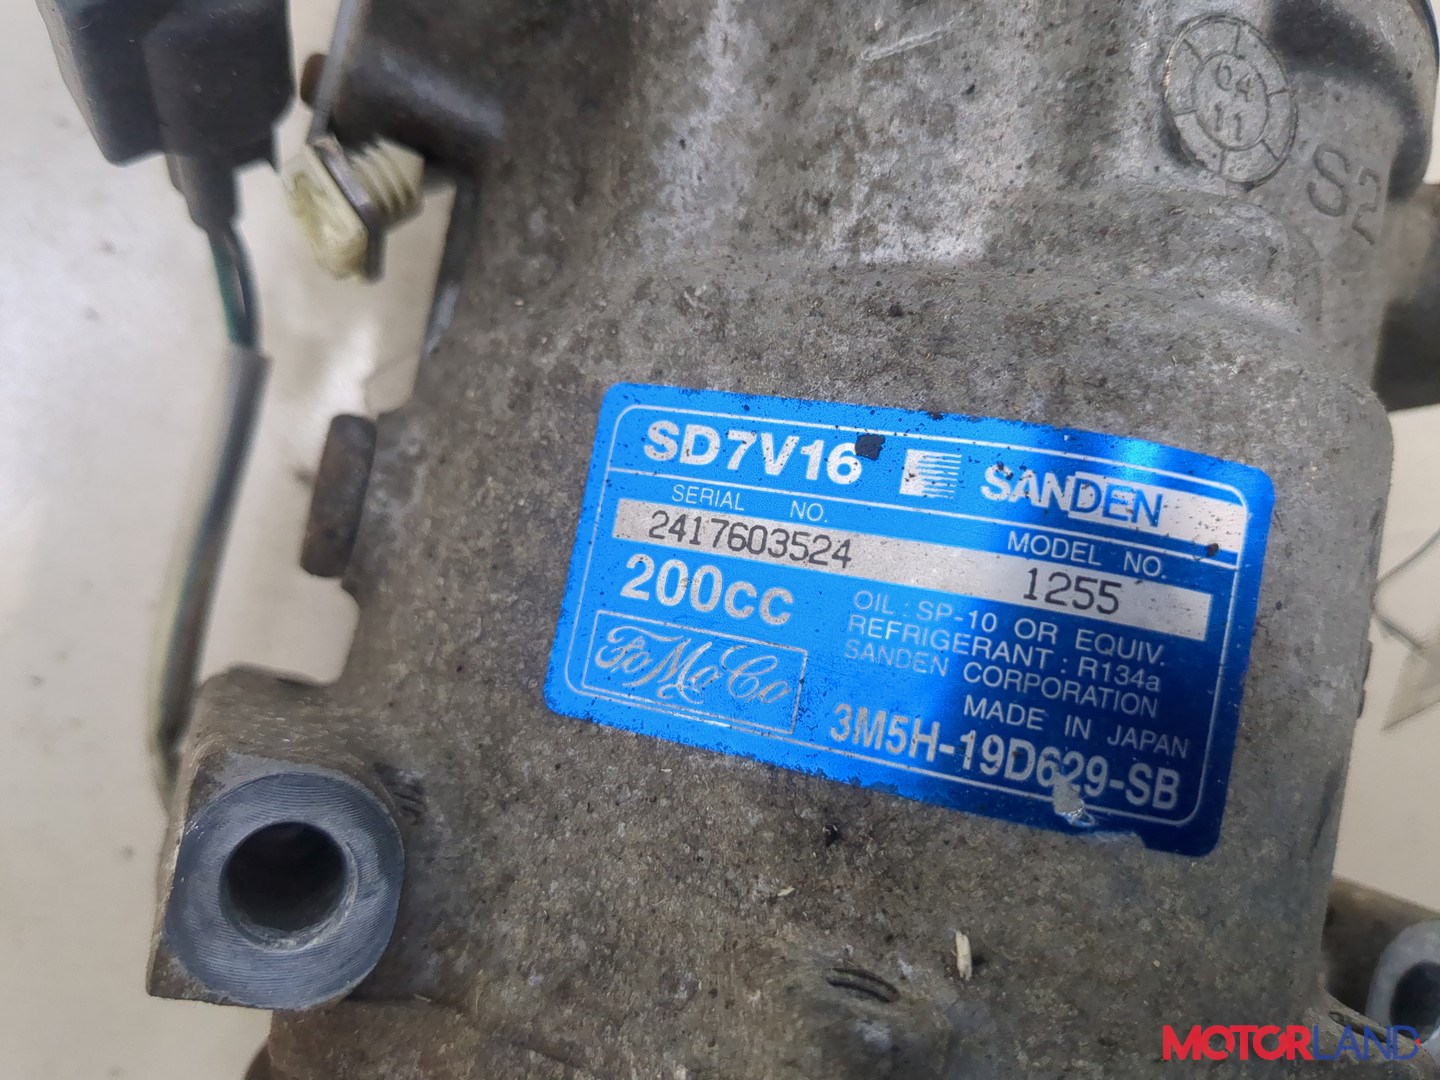 04
11
S2
SD7V16 SANDEN
SERIAL NO. MODEL NO.
2417603524 1255
200cc
OIL : SP-10 OR EQUIV.
REFRIGERANT : R134a
SANDEN CORPORATION
MADE IN JAPAN
FoMoCo
3M5H-19D629-SB
MOTORLAND